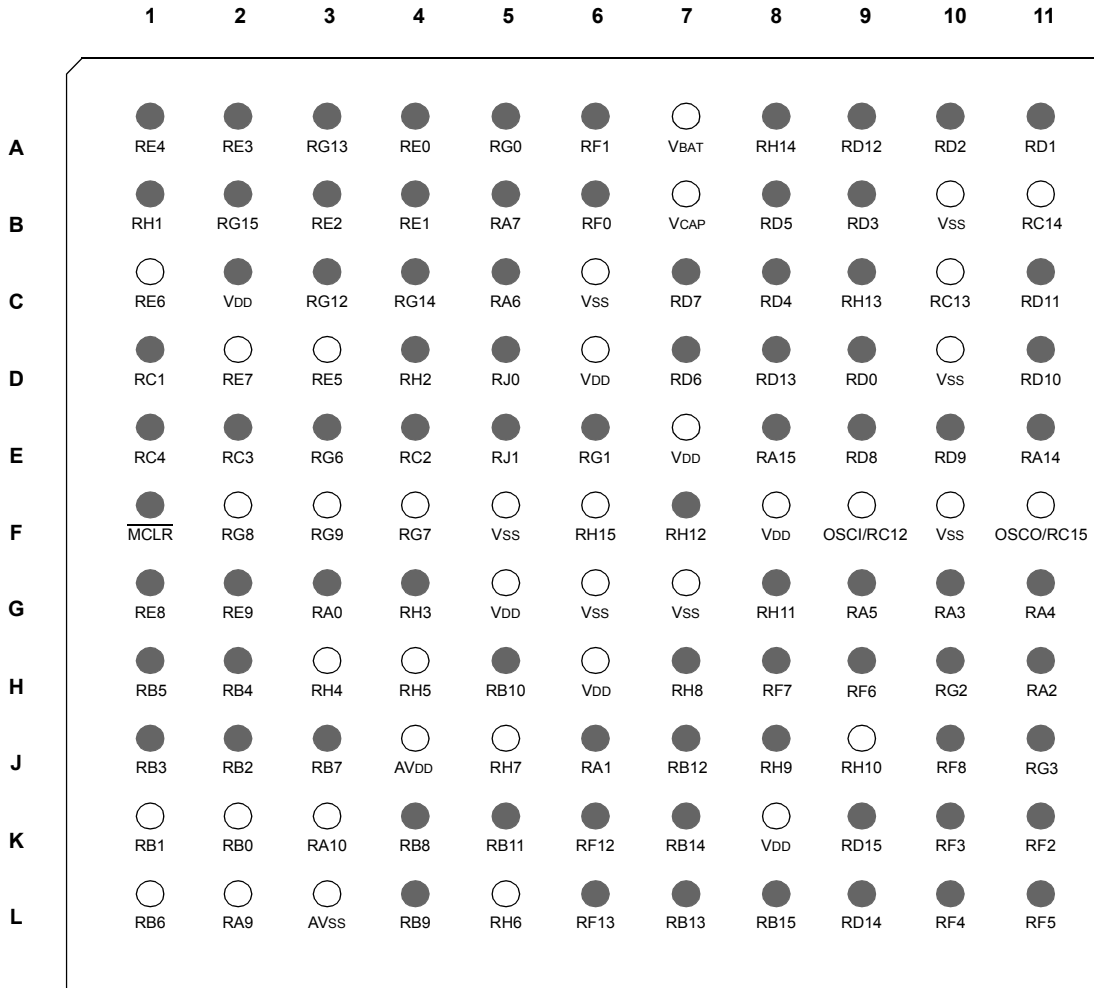 1 2 3 4 5 6 7 8 9 10 11
A
RE4 RE3 RG13 RE0 RG0 RF1 VBAT RH14 RD12 RD2 RD1
B
RH1 RG15 RE2 RE1 RA7 RF0 VCAP RD5 RD3 VSS RC14
C
RE6 VDD RG12 RG14 RA6 VSS RD7 RD4 RH13 RC13 RD11
D
RC1 RE7 RE5 RH2 RJ0 VDD RD6 RD13 RD0 VSS RD10
E
RC4 RC3 RG6 RC2 RJ1 RG1 VDD RA15 RD8 RD9 RA14
F
MCLR RG8 RG9 RG7 VSS RH15 RH12 VDD OSCI/RC12 VSS OSCO/RC15
G
RE8 RE9 RA0 RH3 VDD VSS VSS RH11 RA5 RA3 RA4
H
RB5 RB4 RH4 RH5 RB10 VDD RH8 RF7 RF6 RG2 RA2
J
RB3 RB2 RB7 AVDD RH7 RA1 RB12 RH9 RH10 RF8 RG3
K
RB1 RB0 RA10 RB8 RB11 RF12 RB14 VDD RD15 RF3 RF2
L
RB6 RA9 AVSS RB9 RH6 RF13 RB13 RB15 RD14 RF4 RF5